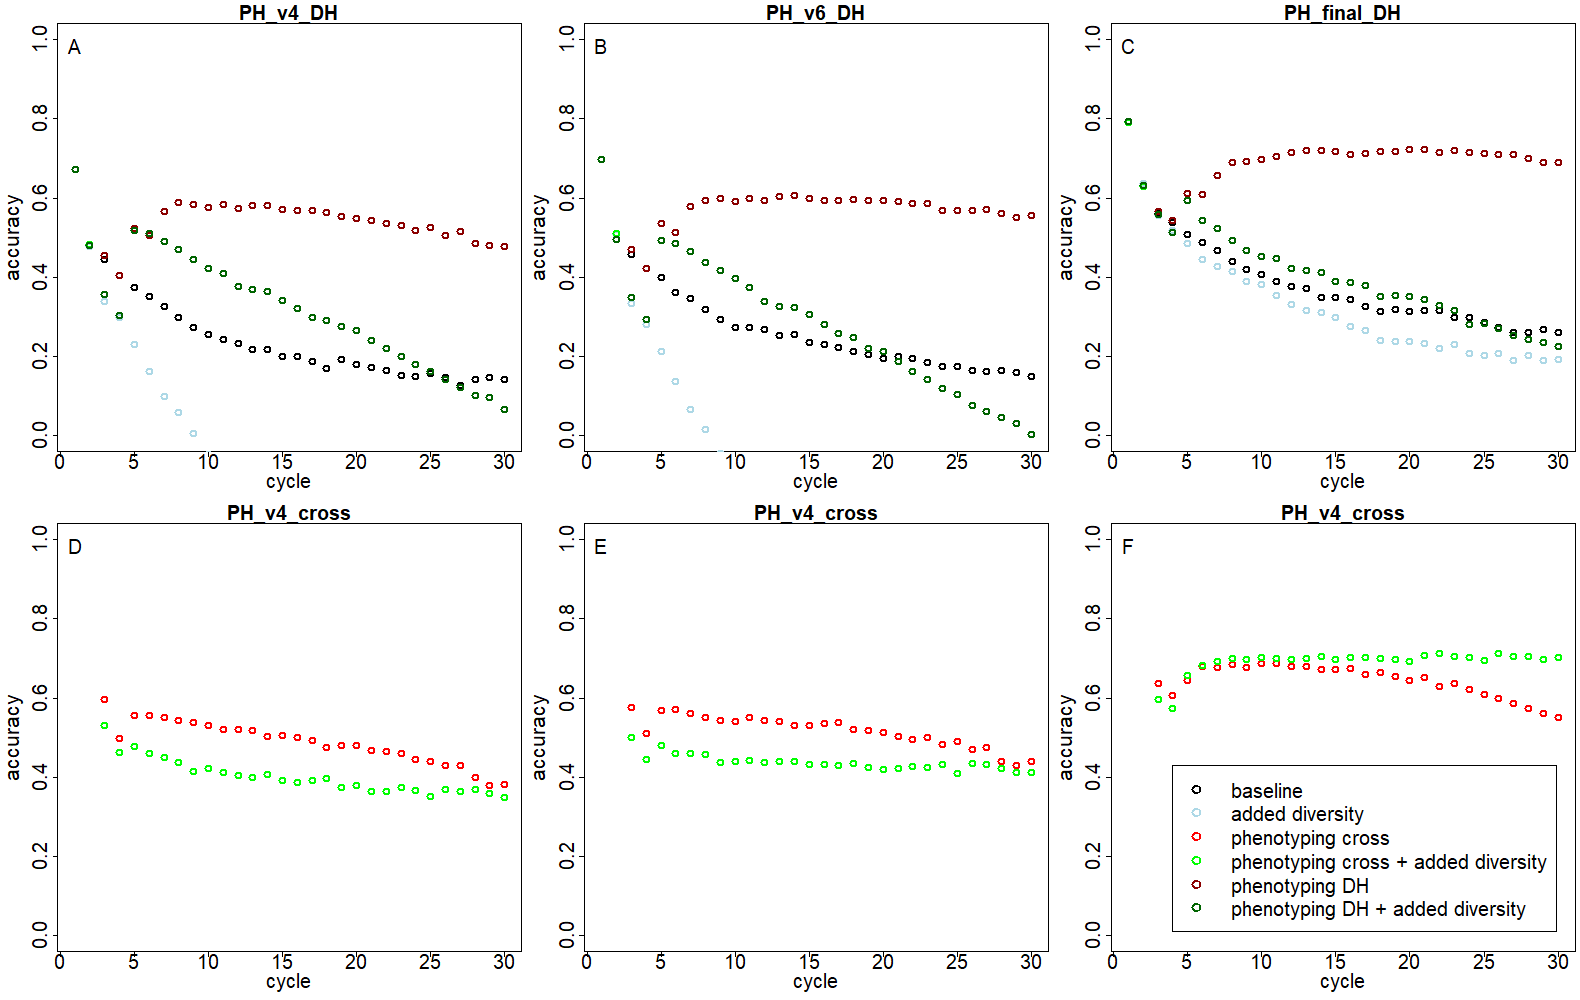 PH_v4_DH
A
accuracy
0.0 0.2 0.4 0.6 0.8 1.0
0 5 10 15 20 25 30
cycle
PH_v6_DH
B
accuracy
0.0 0.2 0.4 0.6 0.8 1.0
0 5 10 15 20 25 30
cycle
PH_final_DH
C
accuracy
0.0 0.2 0.4 0.6 0.8 1.0
0 5 10 15 20 25 30
cycle
PH_v4_cross
D
accuracy
0.0 0.2 0.4 0.6 0.8 1.0
0 5 10 15 20 25 30
cycle
PH_v4_cross
E
accuracy
0.0 0.2 0.4 0.6 0.8 1.0
0 5 10 15 20 25 30
cycle
PH_v4_cross
F
accuracy
0.0 0.2 0.4 0.6 0.8 1.0
0 5 10 15 20 25 30
cycle
baseline
added diversity
phenotyping cross
phenotyping cross + added diversity
phenotyping DH
phenotyping DH + added diversity